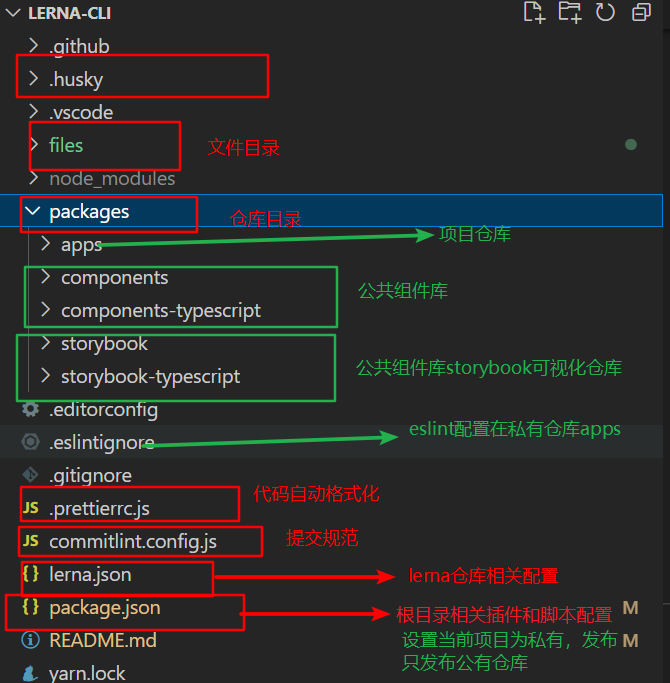 LERNA-CLI
.github
.husky
.vscode
files 文件目录
node_modules
packages 仓库目录
apps 项目仓库
components
公共组件库
components-typescript
storybook
公共组件库storybook可视化仓库
storybook-typescript
.editorconfig
.eslintignore eslint配置在私有仓库apps
.gitignore
.prettierrc.js 代码自动格式化
JS
commitlint.config.js 提交规范
JS
lerna.json lerna仓库相关配置
{}
package.json 根目录相关插件和脚本配置 M
{}
README.md 设置当前项目为私有，发布 M
只发布公有仓库
yarn.lock